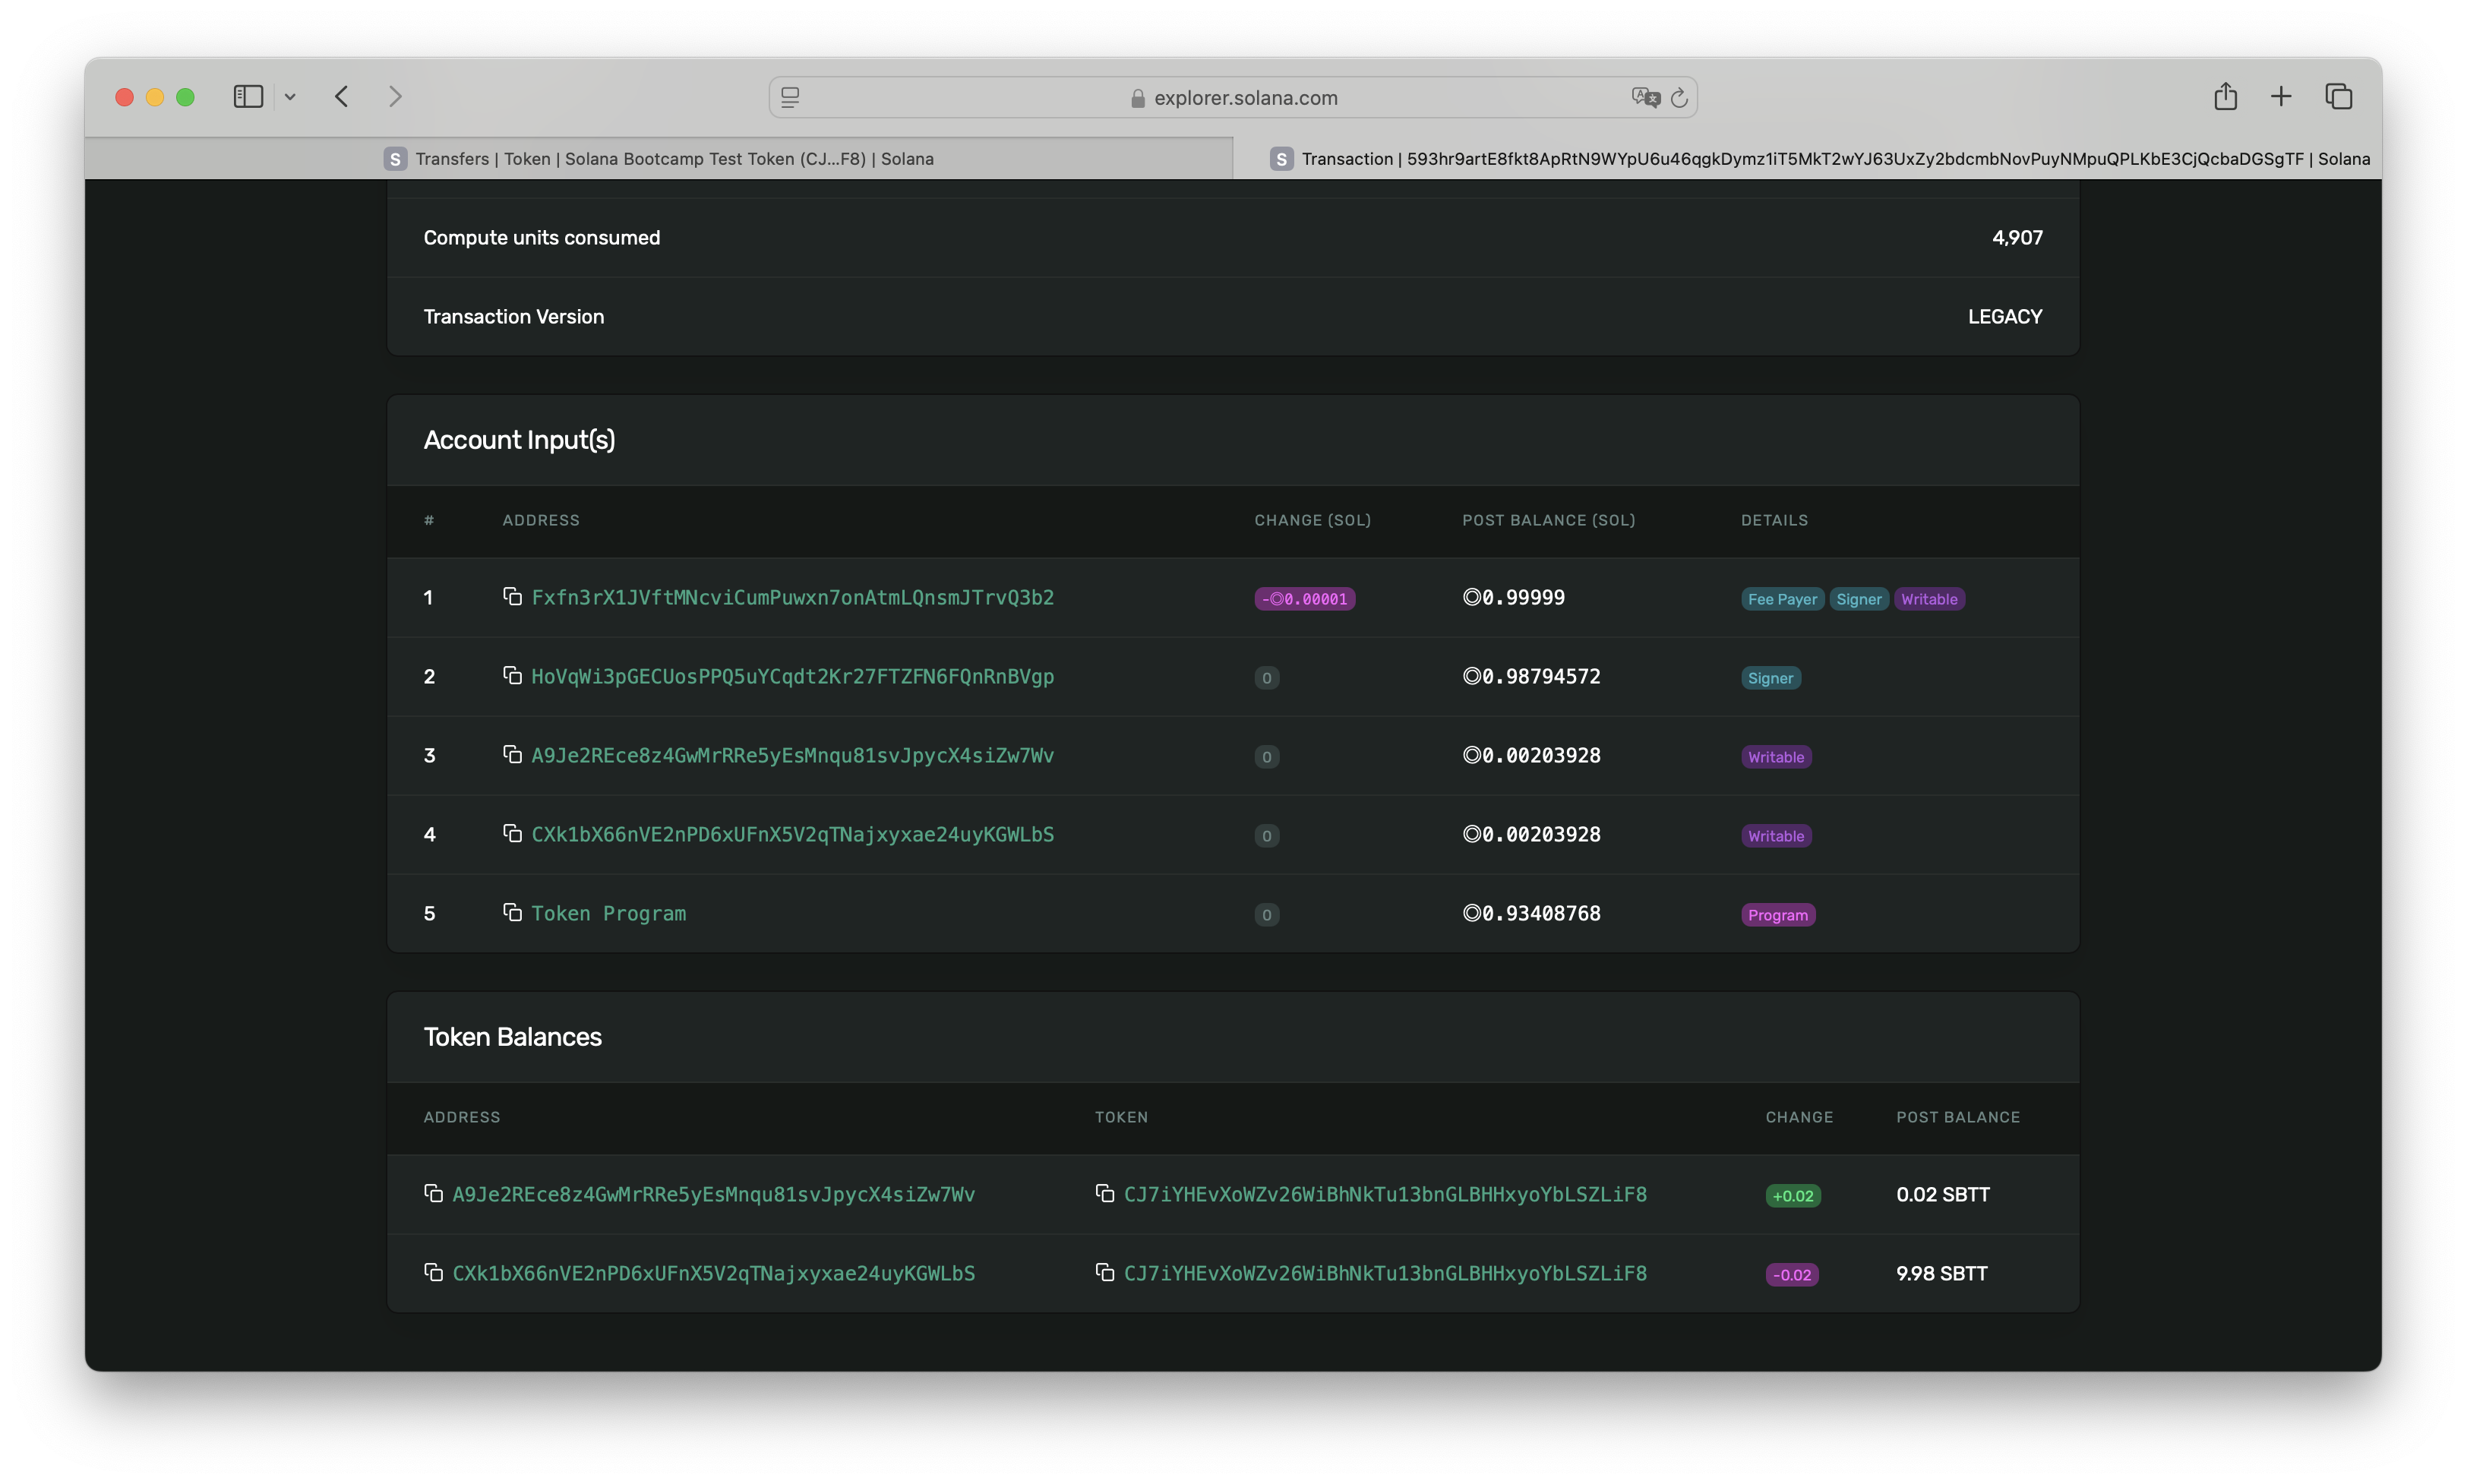 explorer.solana.com
S Transfers | Token | Solana Bootcamp Test Token (CJ...F8) | Solana
S Transaction | 593hr9artE8fkt8ApRtN9WYpU6u46qgkDymz1iT5MkT2wYJ63UxZy2bdcmbNovPuyNMpuQPLKbE3CjQcbaDGSgTF | Solana
Compute units consumed 4,907
Transaction Version LEGACY
Account Input(s)
# ADDRESS CHANGE (SOL) POST BALANCE (SOL) DETAILS
1 Fxfn3rX1JVftMNcviCumPuwxn7onAtmLQnsmJTrvQ3b2 -◎0.00001 ◎0.99999 Fee Payer Signer Writable
2 HoVqWi3pGECUosPPQ5uYCqdt2Kr27FTZFN6FQnRnBVgp 0 ◎0.98794572 Signer
3 A9Je2REce8z4GwMrRRe5yEsMnqu81svJpycX4siZw7Wv 0 ◎0.00203928 Writable
4 CXk1bX66nVE2nPD6xUFnX5V2qTNajxyxae24uyKGWLbS 0 ◎0.00203928 Writable
5 Token Program 0 ◎0.93408768 Program
Token Balances
ADDRESS TOKEN CHANGE POST BALANCE
A9Je2REce8z4GwMrRRe5yEsMnqu81svJpycX4siZw7Wv CJ7iYHEvXoWZv26WiBhNkTu13bnGLBHHxyoYbLSZLiF8 +0.02 0.02 SBTT
CXk1bX66nVE2nPD6xUFnX5V2qTNajxyxae24uyKGWLbS CJ7iYHEvXoWZv26WiBhNkTu13bnGLBHHxyoYbLSZLiF8 -0.02 9.98 SBTT